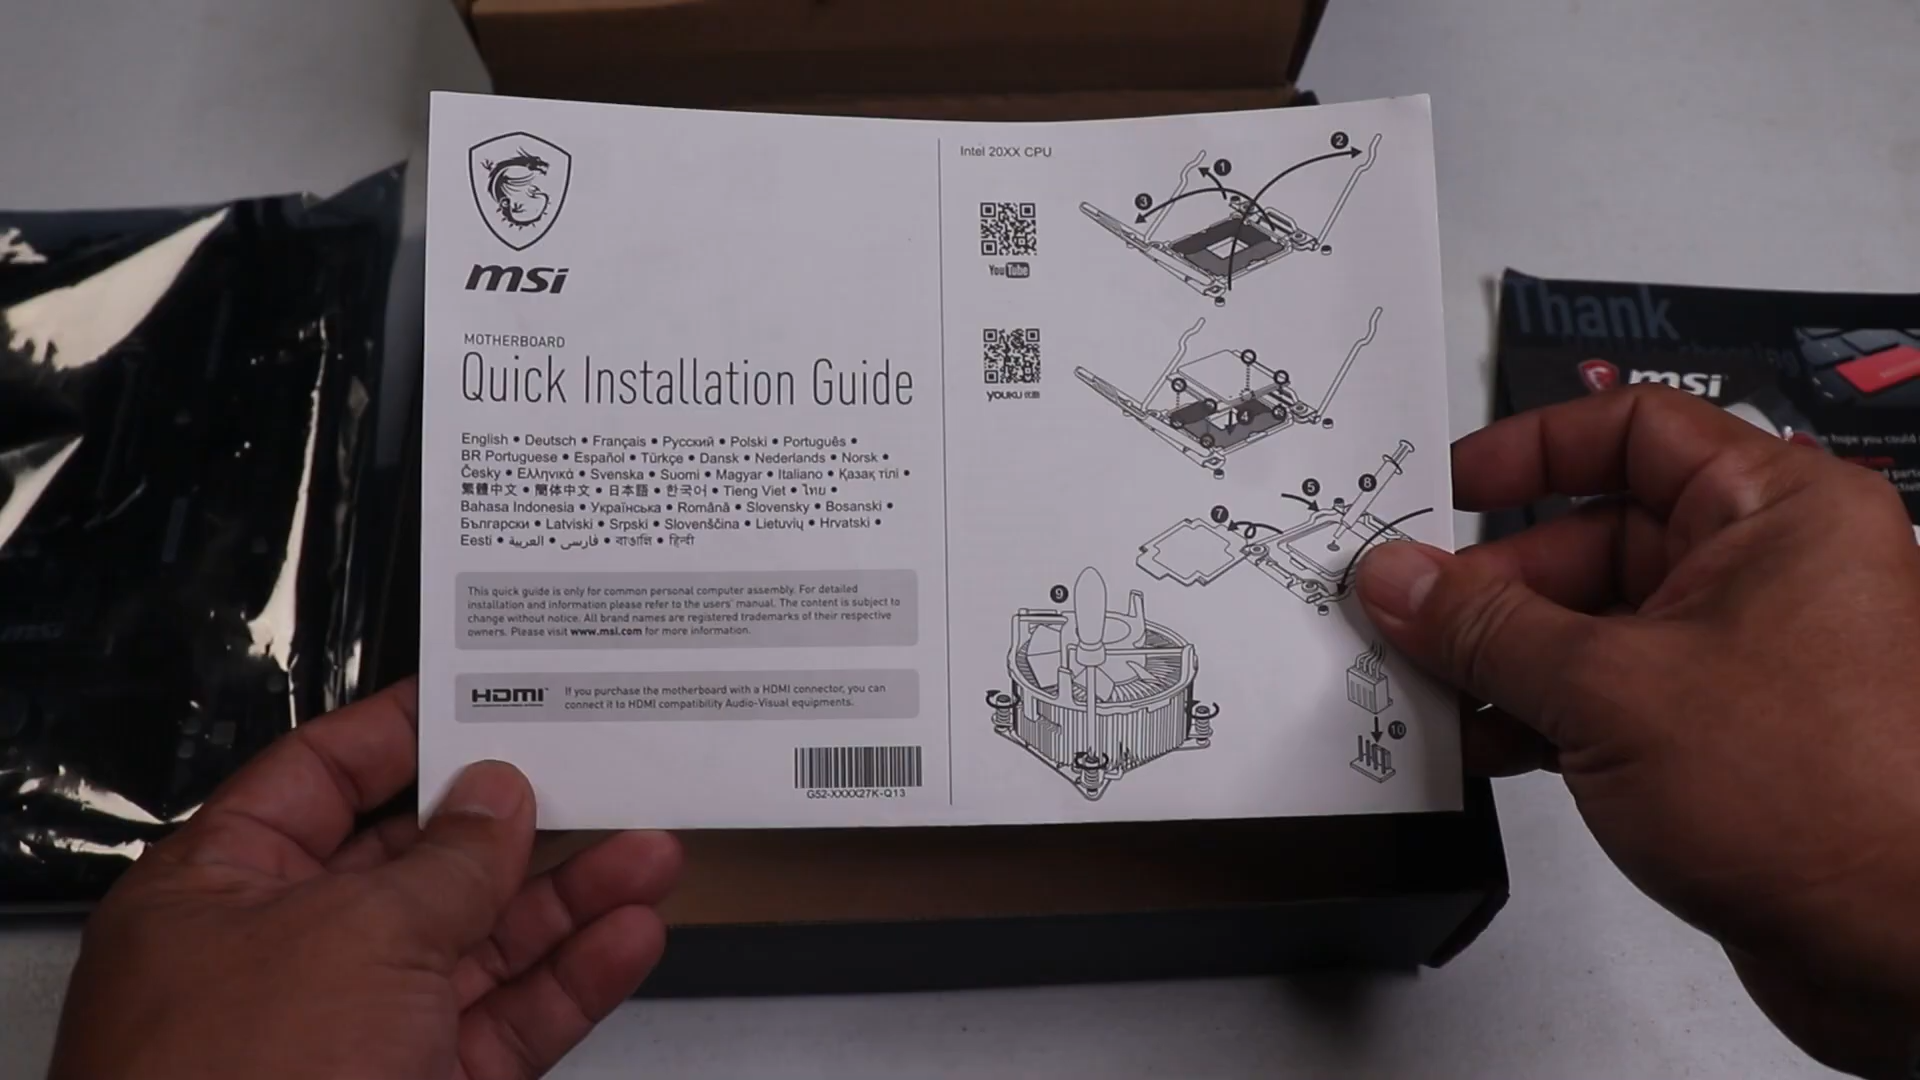 msi
MOTHERBOARD
Quick Installation Guide
English • Deutsch • Français • Русский • Polski • Português •
BR Portuguese • Español • Türkçe • Dansk • Nederlands • Norsk •
Česky • Ελληνικά • Svenska • Suomi • Magyar • Italiano • Қазақ тілі •
繁體中文 • 簡体中文 • 日本語 • 한국어 • Tieng Viet • ไทย •
Bahasa Indonesia • Українська • Română • Slovensky • Bosanski •
Български • Latviski • Srpski • Slovenščina • Lietuvių • Hrvatski •
Eesti • العربية • فارسی • বাঙালি • हिन्दी
This quick guide is only for common personal computer assembly. For detailed
installation and information please refer to the users' manual. The content is subject to
change without notice. All brand names are registered trademarks of their respective
owners. Please visit www.msi.com for more information.
HDMI
If you purchase the motherboard with a HDMI connector, you can
connect it to HDMI compatibility Audio-Visual equipments.
G52-XXXX27K-Q13
Intel 20XX CPU
YouTube
YOUKU 优酷
1
2
3
4
5
7
8
9
10
Thank
msi
hope you could